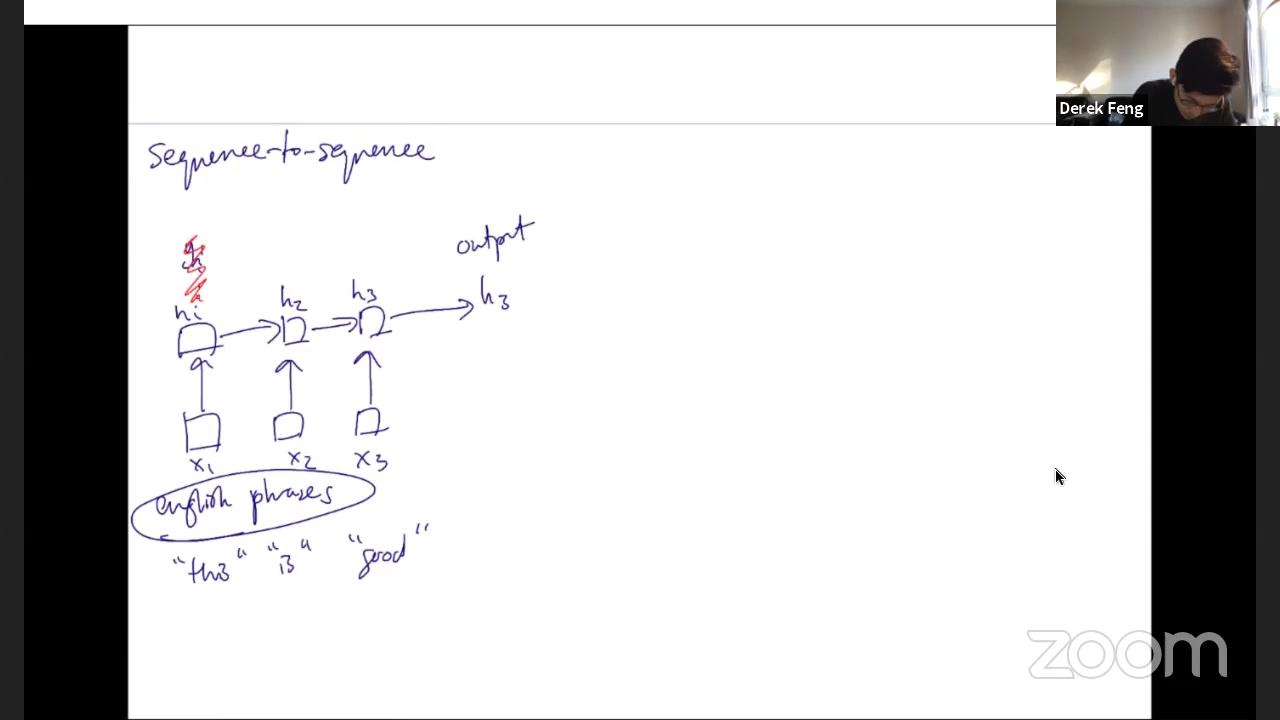 Derek Feng
sequence-to-sequence
output
h3
h1 h2 h3
x1 x2 x3
english phrases
"this" "is" "good"
zoom